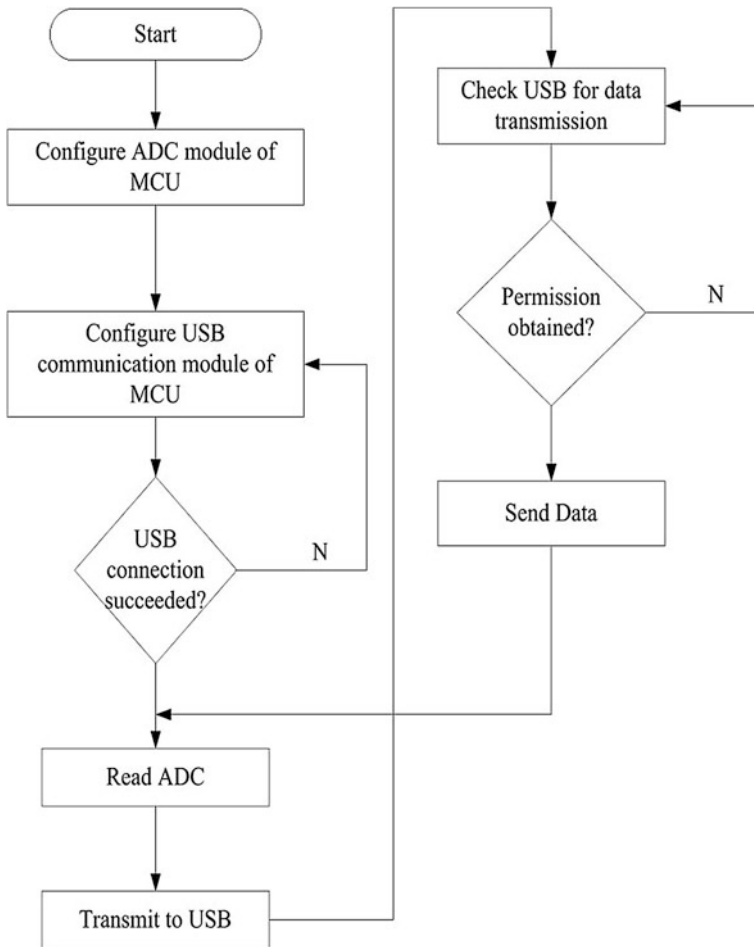 Start
Configure ADC module of
MCU
Configure USB
communication module of
MCU
USB
connection
succeeded?
N
Read ADC
Transmit to USB
Check USB for data
transmission
Permission
obtained?
N
Send Data